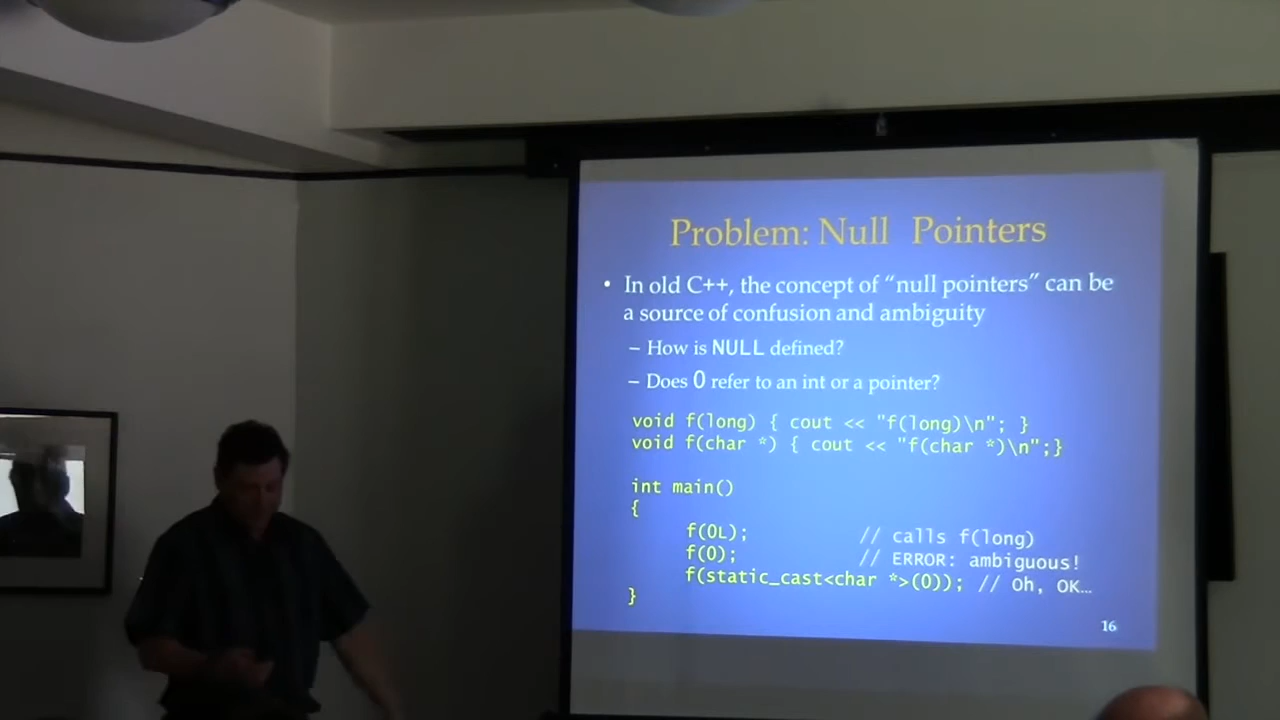 Problem: Null Pointers
• In old C++, the concept of “null pointers” can be
a source of confusion and ambiguity
– How is NULL defined?
– Does 0 refer to an int or a pointer?
void f(long) { cout << "f(long)\n"; }
void f(char *) { cout << "f(char *)\n";}
int main()
{
f(0L); // calls f(long)
f(0); // ERROR: ambiguous!
f(static_cast<char *>(0)); // Oh, OK…
}
16